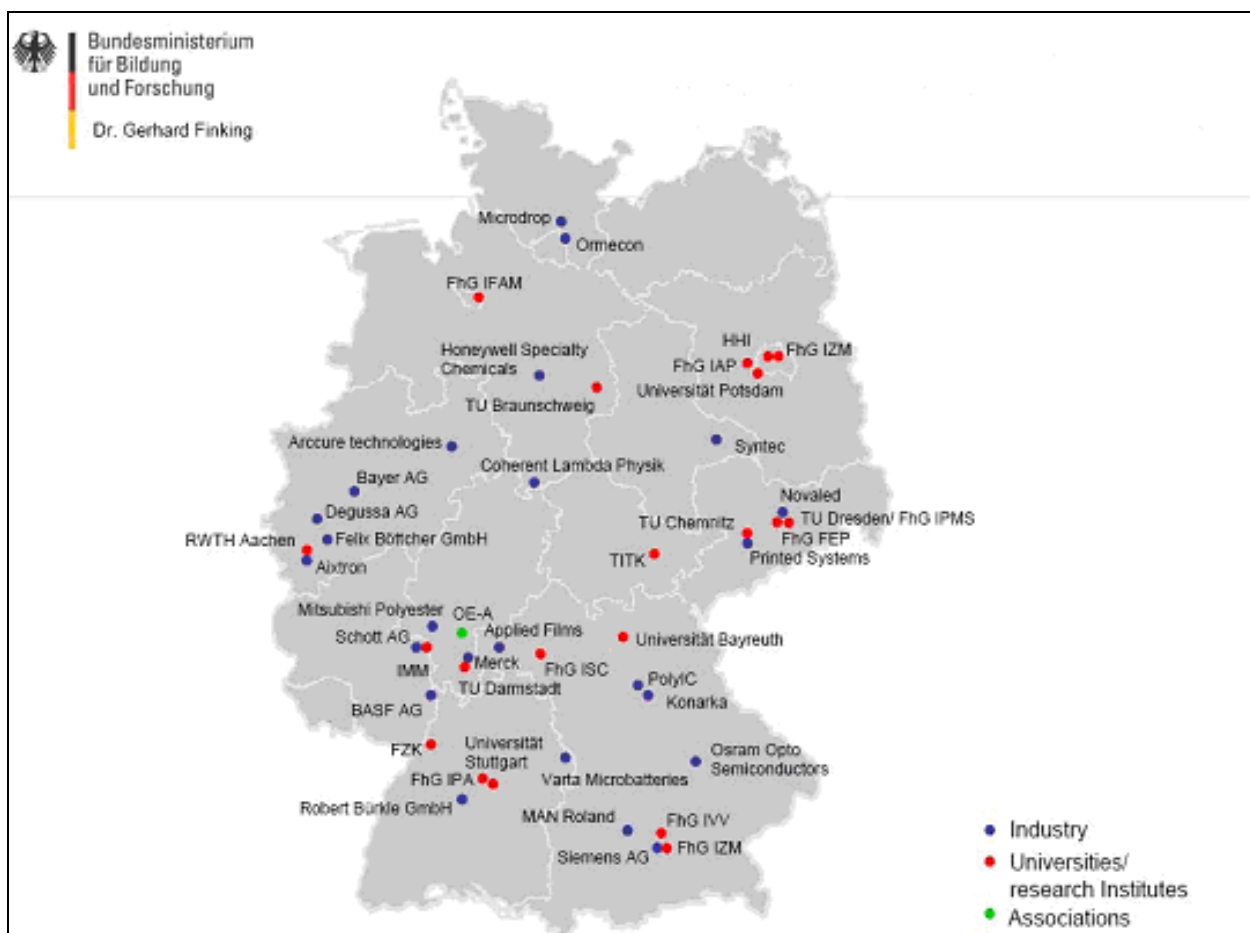 Bundesministerium
für Bildung
und Forschung
Dr. Gerhard Finking
Microdrop
Ormecon
FhG IFAM
HHI
FhG IZM
Honeywell Specialty
Chemicals
FhG IAP
Universität Potsdam
TU Braunschweig
Arccure technologies
Syntec
Coherent Lambda Physik
Bayer AG
Novaled
Degussa AG
TU Chemnitz
TU Dresden/ FhG IPMS
RWTH Aachen
Felix Böttcher GmbH
FhG FEP
Printed Systems
Aixtron
TITK
Mitsubishi Polyester
OE-A
Schott AG
Applied Films
Universität Bayreuth
IMM
Merck
FhG ISC
TU Darmstadt
PolyIC
Konarka
BASF AG
FZK
Universität
Stuttgart
Osram Opto
Semiconductors
FhG IPA
Varta Microbatteries
Robert Bürkle GmbH
MAN Roland
FhG IVV
Siemens AG
FhG IZM
Industry
Universities/
research Institutes
Associations